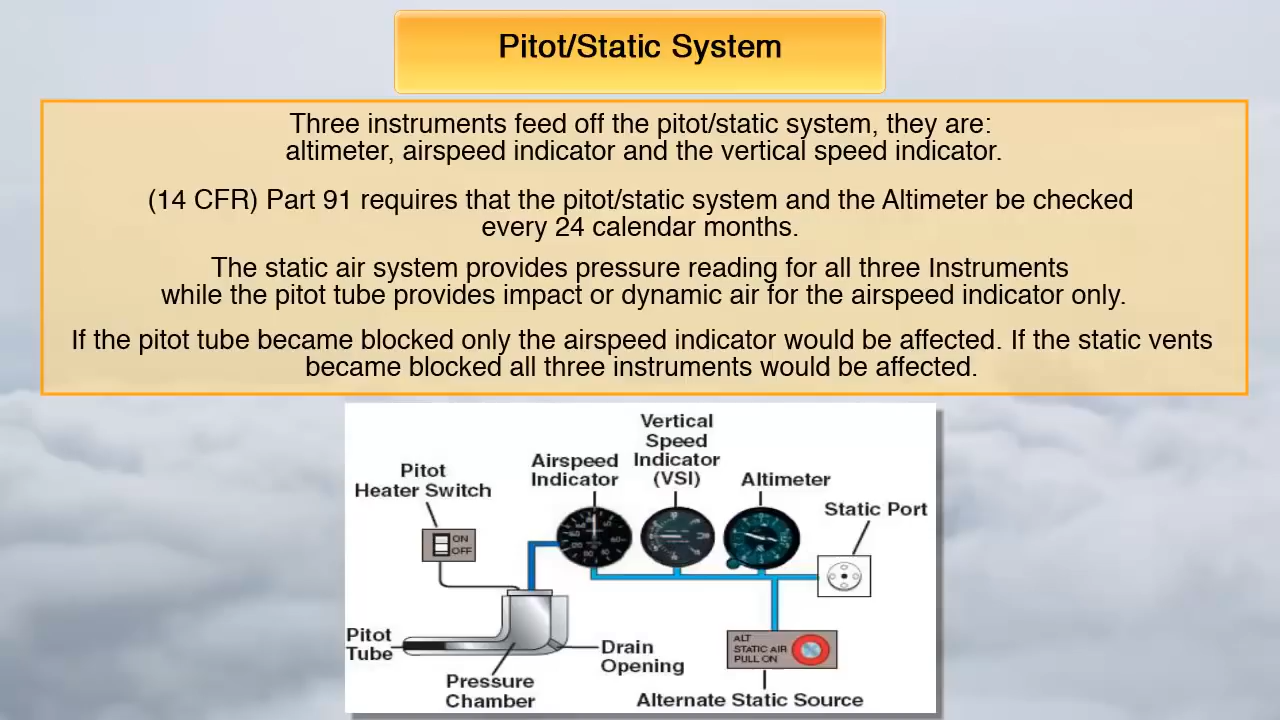 Pitot/Static System
Three instruments feed off the pitot/static system, they are:
altimeter, airspeed indicator and the vertical speed indicator.
(14 CFR) Part 91 requires that the pitot/static system and the Altimeter be checked
every 24 calendar months.
The static air system provides pressure reading for all three Instruments
while the pitot tube provides impact or dynamic air for the airspeed indicator only.
If the pitot tube became blocked only the airspeed indicator would be affected. If the static vents
became blocked all three instruments would be affected.
Pitot
Heater Switch
ON
OFF
Airspeed
Indicator
Vertical
Speed
Indicator
(VSI)
Altimeter
Static Port
Pitot
Tube
Pressure
Chamber
Drain
Opening
ALT
STATIC AIR
PULL ON
Alternate Static Source